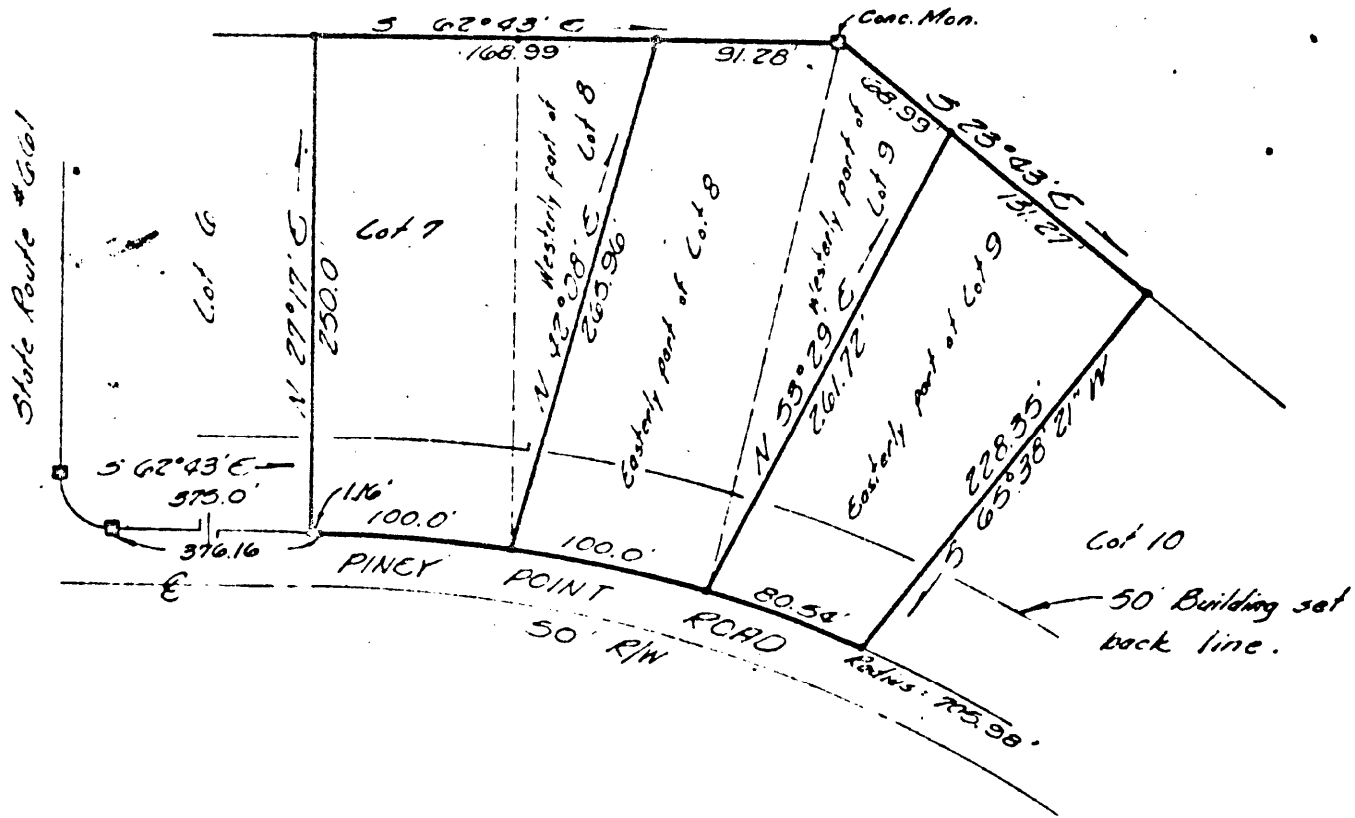 S 62°43' E
168.99'
91.28'
Conc. Mon.
68.99'
S 23°43' E
131.27'
State Route #661
Lot 6
N 27°17' E
250.0
Lot 7
Westerly part of
Lot 8
N 42°08' E
263.96'
Easterly part of Lot 8
Westerly part of
Lot 9
N 53°29' E
261.72'
Easterly part of Lot 9
228.35'
S 65°38' 21" W
Lot 10
S 62°43' E
375.0'
1.16'
376.16
100.0'
100.0'
80.54'
PINEY POINT ROAD
50' R/W
Radius: 705.98'
50' Building set
back line.